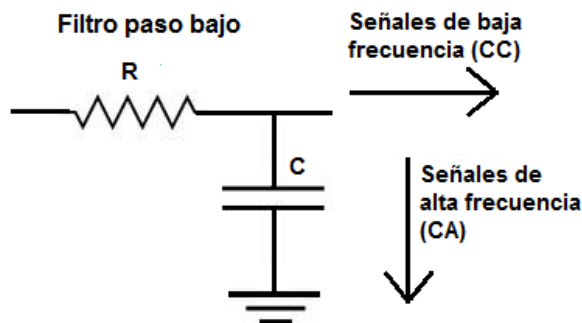 Filtro paso bajo
R
C
Señales de baja
frecuencia (CC)
Señales de
alta frecuencia
(CA)